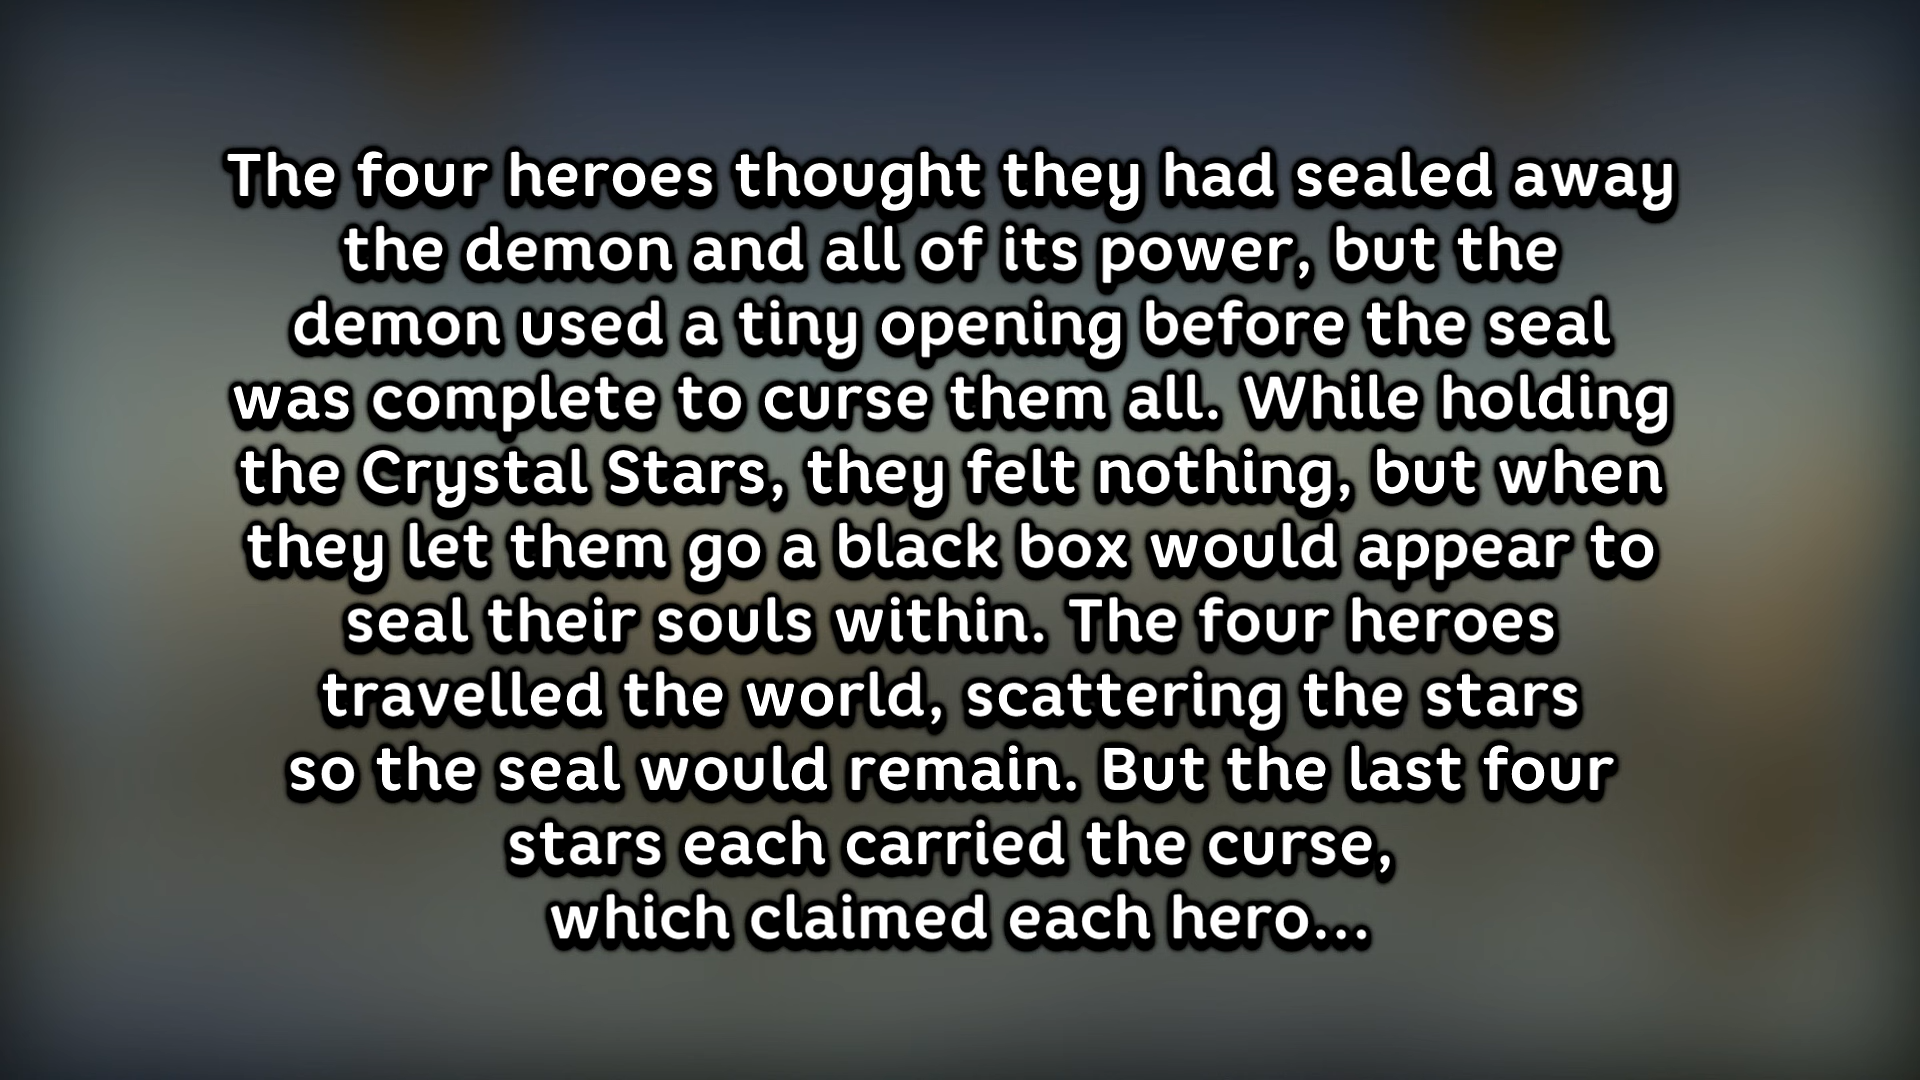 The four heroes thought they had sealed away
the demon and all of its power, but the
demon used a tiny opening before the seal
was complete to curse them all. While holding
the Crystal Stars, they felt nothing, but when
they let them go a black box would appear to
seal their souls within. The four heroes
travelled the world, scattering the stars
so the seal would remain. But the last four
stars each carried the curse,
which claimed each hero...